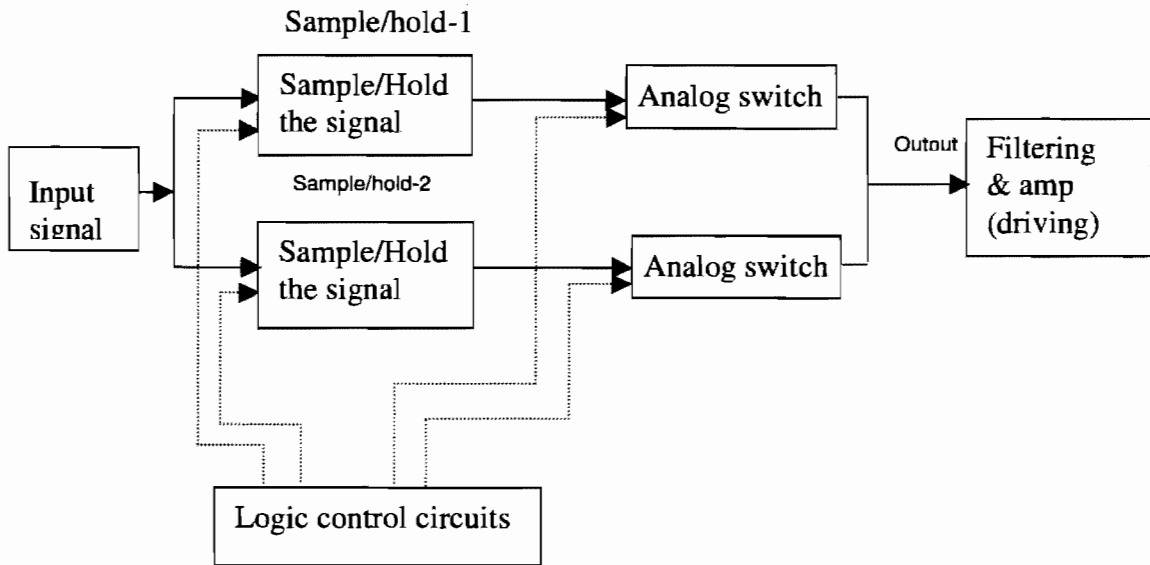 Sample/hold-1
Sample/Hold
the signal
Analog switch
Input
signal
Sample/hold-2
Outout
Filtering
& amp
(driving)
Sample/Hold
the signal
Analog switch
Logic control circuits